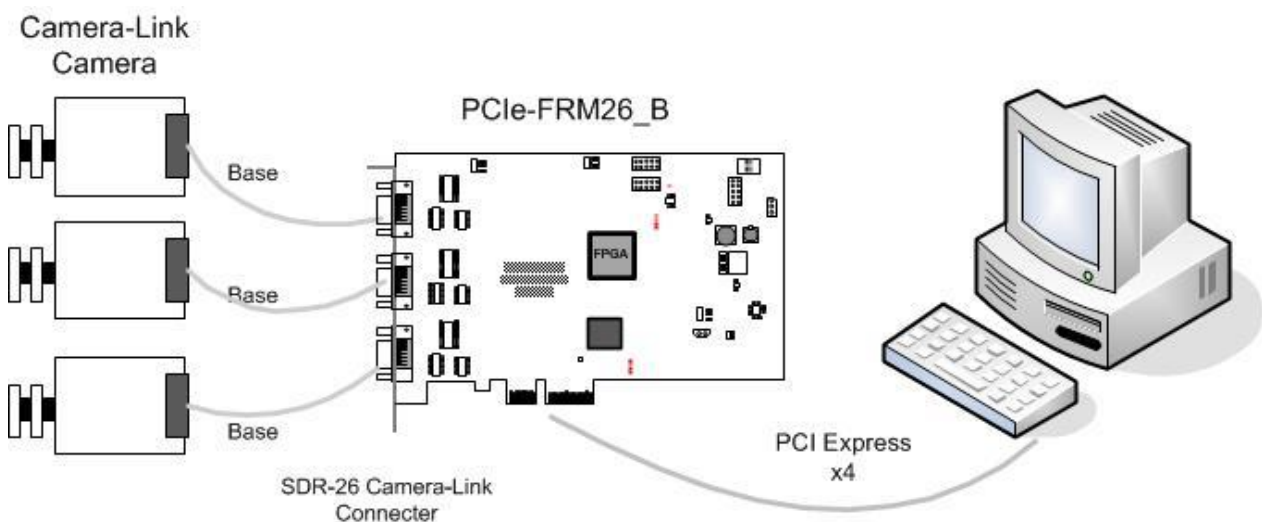 Camera-Link
Camera
PCIe-FRM26_B
Base
FPGA
Base
Base
PCI Express
x4
SDR-26 Camera-Link
Connecter